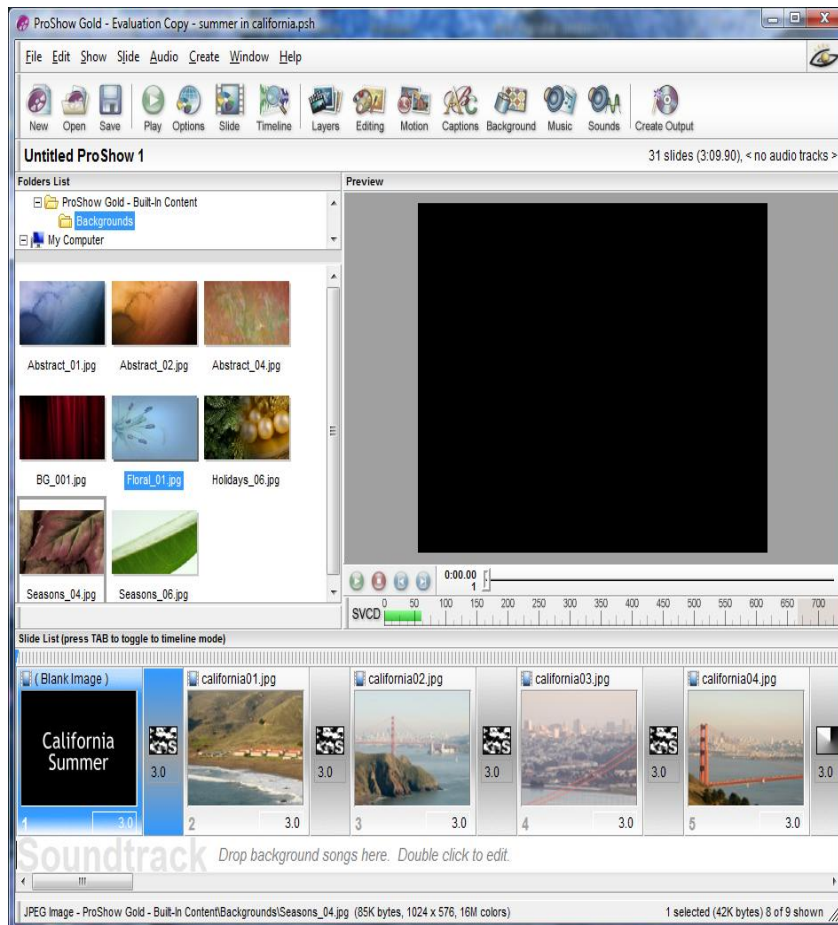 ProShow Gold - Evaluation Copy - summer in california.psh
File Edit Show Slide Audio Create Window Help
New Open Save Play Options Slide Timeline Layers Editing Motion Captions Background Music Sounds Create Output
Untitled ProShow 1 31 slides (3:09.90), < no audio tracks >
Folders List
ProShow Gold - Built-In Content
Backgrounds
My Computer
Abstract_01.jpg Abstract_02.jpg Abstract_04.jpg
BG_001.jpg Floral_01.jpg Holidays_06.jpg
Seasons_04.jpg Seasons_06.jpg
Preview
0:00.00
1
SVCD 0 50 100 150 200 250 300 350 400 450 500 550 600 650 700
Slide List (press TAB to toggle to timeline mode)
( Blank Image ) california01.jpg california02.jpg california03.jpg california04.jpg
California
Summer
S S S S
3.0 3.0 3.0 3.0 3.0
1 3.0 2 3.0 3 3.0 4 3.0 5 3.0
Soundtrack Drop background songs here. Double click to edit.
JPEG Image - ProShow Gold - Built-In Content\Backgrounds\Seasons_04.jpg (85K bytes, 1024 x 576, 16M colors) 1 selected (42K bytes) 8 of 9 shown